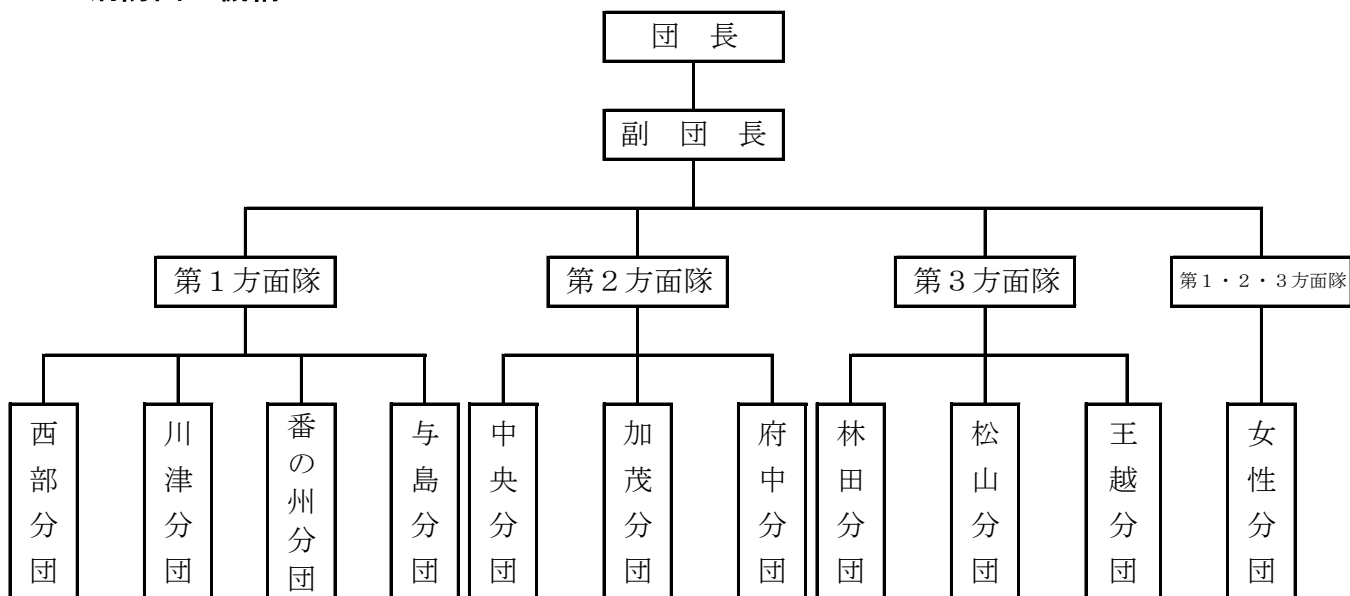 団　長
副　団　長
第１方面隊
第２方面隊
第３方面隊
第１・２・３方面隊
西部分団
川津分団
番の州分団
与島分団
中央分団
加茂分団
府中分団
林田分団
松山分団
王越分団
女性分団